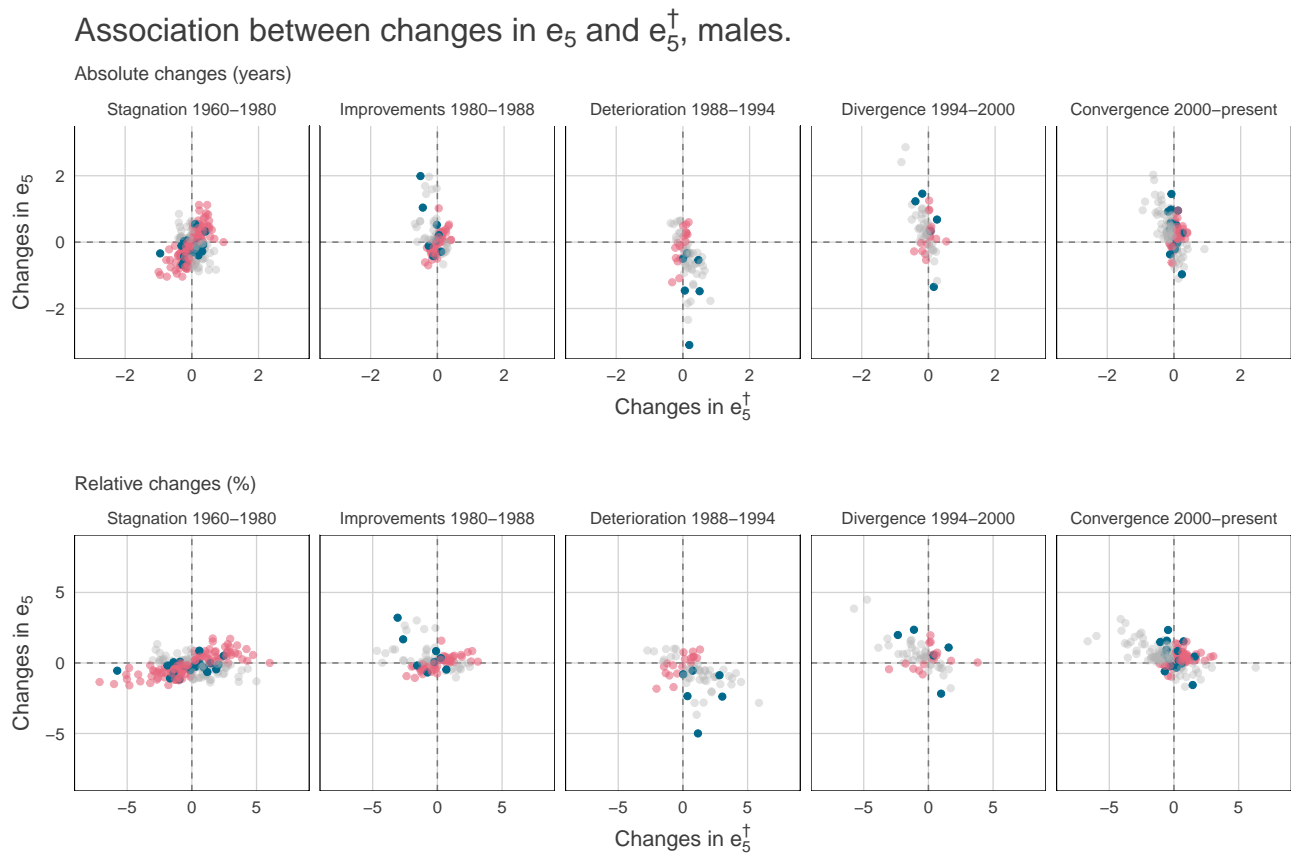 Association between changes in e₅ and e₅†, males.
Absolute changes (years)
Stagnation 1960−1980 Improvements 1980−1988 Deterioration 1988−1994 Divergence 1994−2000 Convergence 2000−present
Changes in e₅
2
0
−2
−2 0 2 −2 0 2 −2 0 2 −2 0 2 −2 0 2
Changes in e₅†
Relative changes (%)
Stagnation 1960−1980 Improvements 1980−1988 Deterioration 1988−1994 Divergence 1994−2000 Convergence 2000−present
Changes in e₅
5
0
−5
−5 0 5 −5 0 5 −5 0 5 −5 0 5 −5 0 5
Changes in e₅†